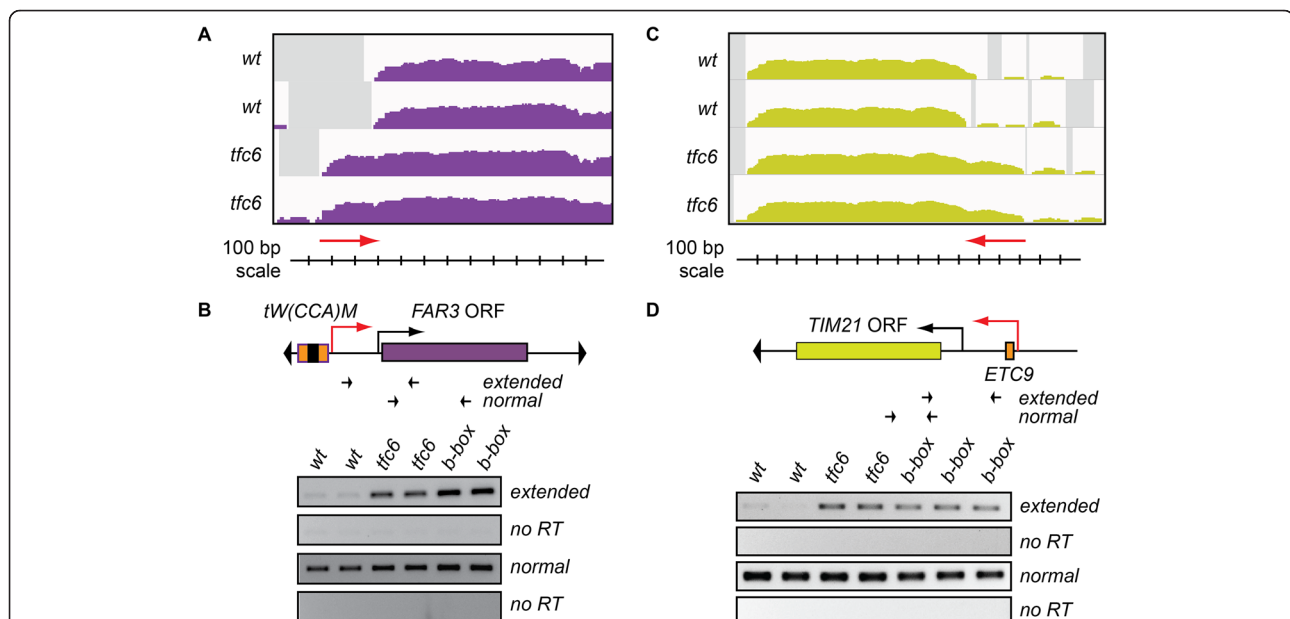 A
wt
wt
tfc6
tfc6
100 bp
scale
B
tW(CCA)M
FAR3 ORF
extended
normal
wt
wt
tfc6
tfc6
b-box
b-box
extended
no RT
normal
no RT
C
wt
wt
tfc6
tfc6
100 bp
scale
D
TIM21 ORF
ETC9
extended
normal
wt
wt
tfc6
tfc6
b-box
b-box
b-box
extended
no RT
normal
no RT